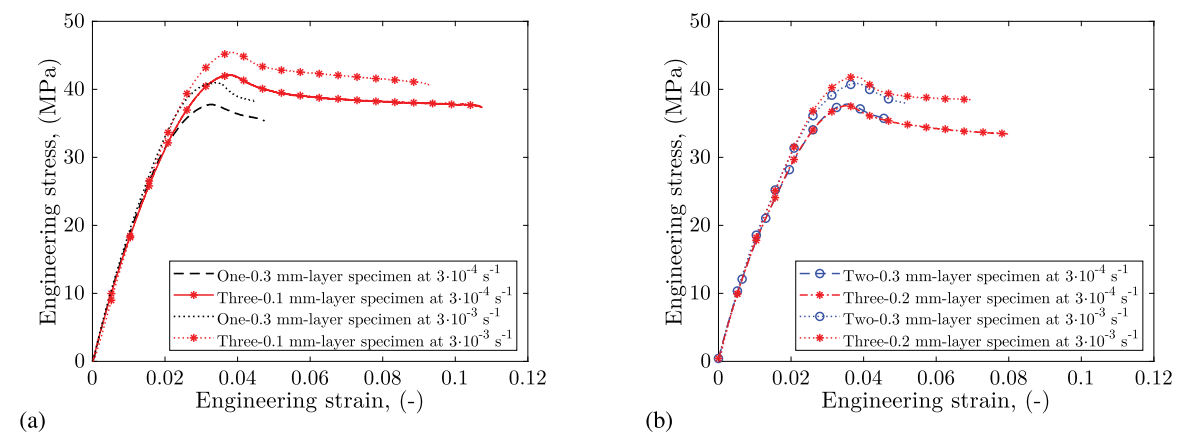 50
40
30
20
10
0
Engineering stress, (MPa)
One-0.3 mm-layer specimen at 3·10⁻⁴ s⁻¹
Three-0.1 mm-layer specimen at 3·10⁻⁴ s⁻¹
One-0.3 mm-layer specimen at 3·10⁻³ s⁻¹
Three-0.1 mm-layer specimen at 3·10⁻³ s⁻¹
0 0.02 0.04 0.06 0.08 0.1 0.12
Engineering strain, (-)
(a)
50
40
30
20
10
0
Engineering stress, (MPa)
Two-0.3 mm-layer specimen at 3·10⁻⁴ s⁻¹
Three-0.2 mm-layer specimen at 3·10⁻⁴ s⁻¹
Two-0.3 mm-layer specimen at 3·10⁻³ s⁻¹
Three-0.2 mm-layer specimen at 3·10⁻³ s⁻¹
0 0.02 0.04 0.06 0.08 0.1 0.12
Engineering strain, (-)
(b)